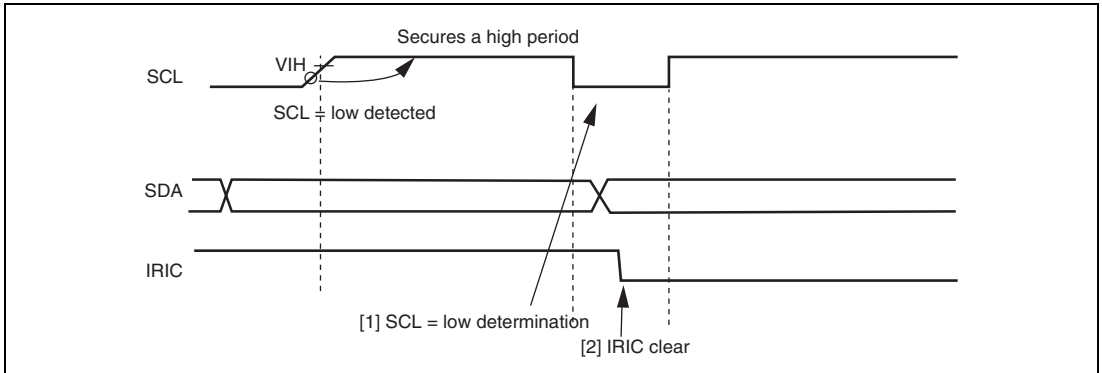 Secures a high period
VIH
SCL
SCL = low detected
SDA
IRIC
[1] SCL = low determination
[2] IRIC clear